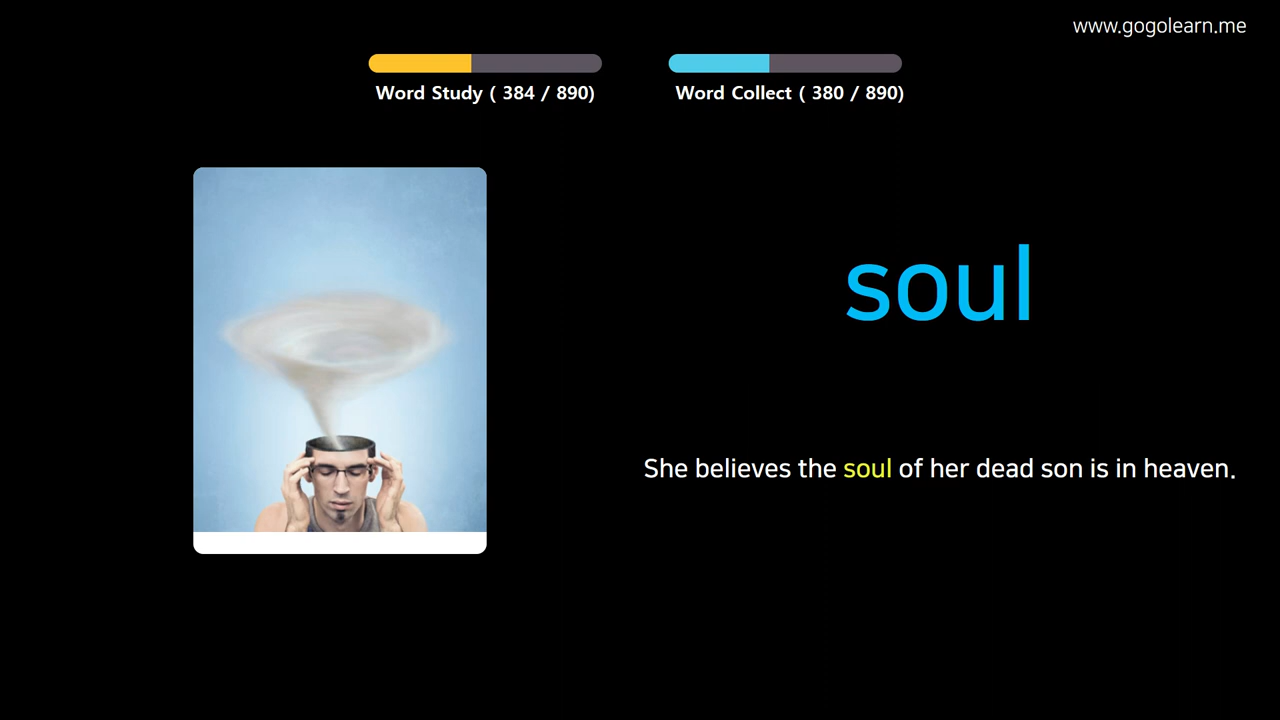 www.gogolearn.me
Word Study ( 384 / 890)
Word Collect ( 380 / 890)
soul
She believes the soul of her dead son is in heaven.